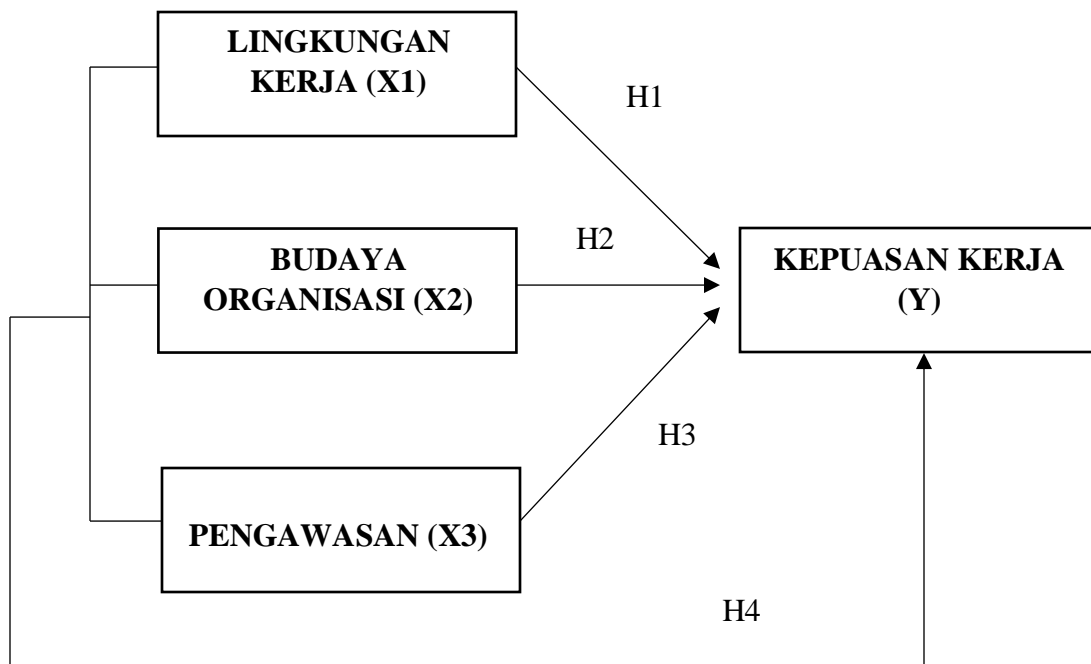 LINGKUNGAN
KERJA (X1)
H1
BUDAYA
ORGANISASI (X2)
H2
KEPUASAN KERJA
(Y)
H3
PENGAWASAN (X3)
H4